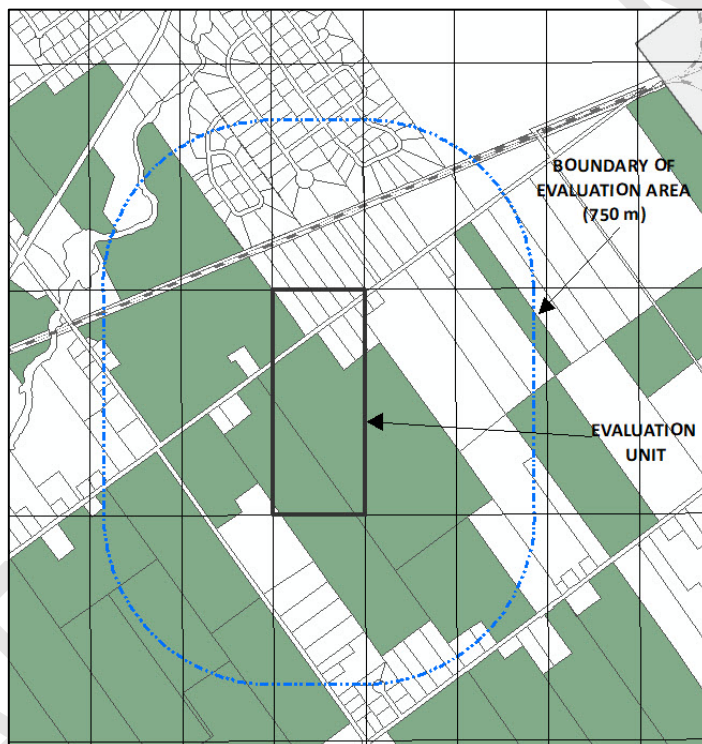 BOUNDARY OF
EVALUATION AREA
(750 m)
EVALUATION
UNIT